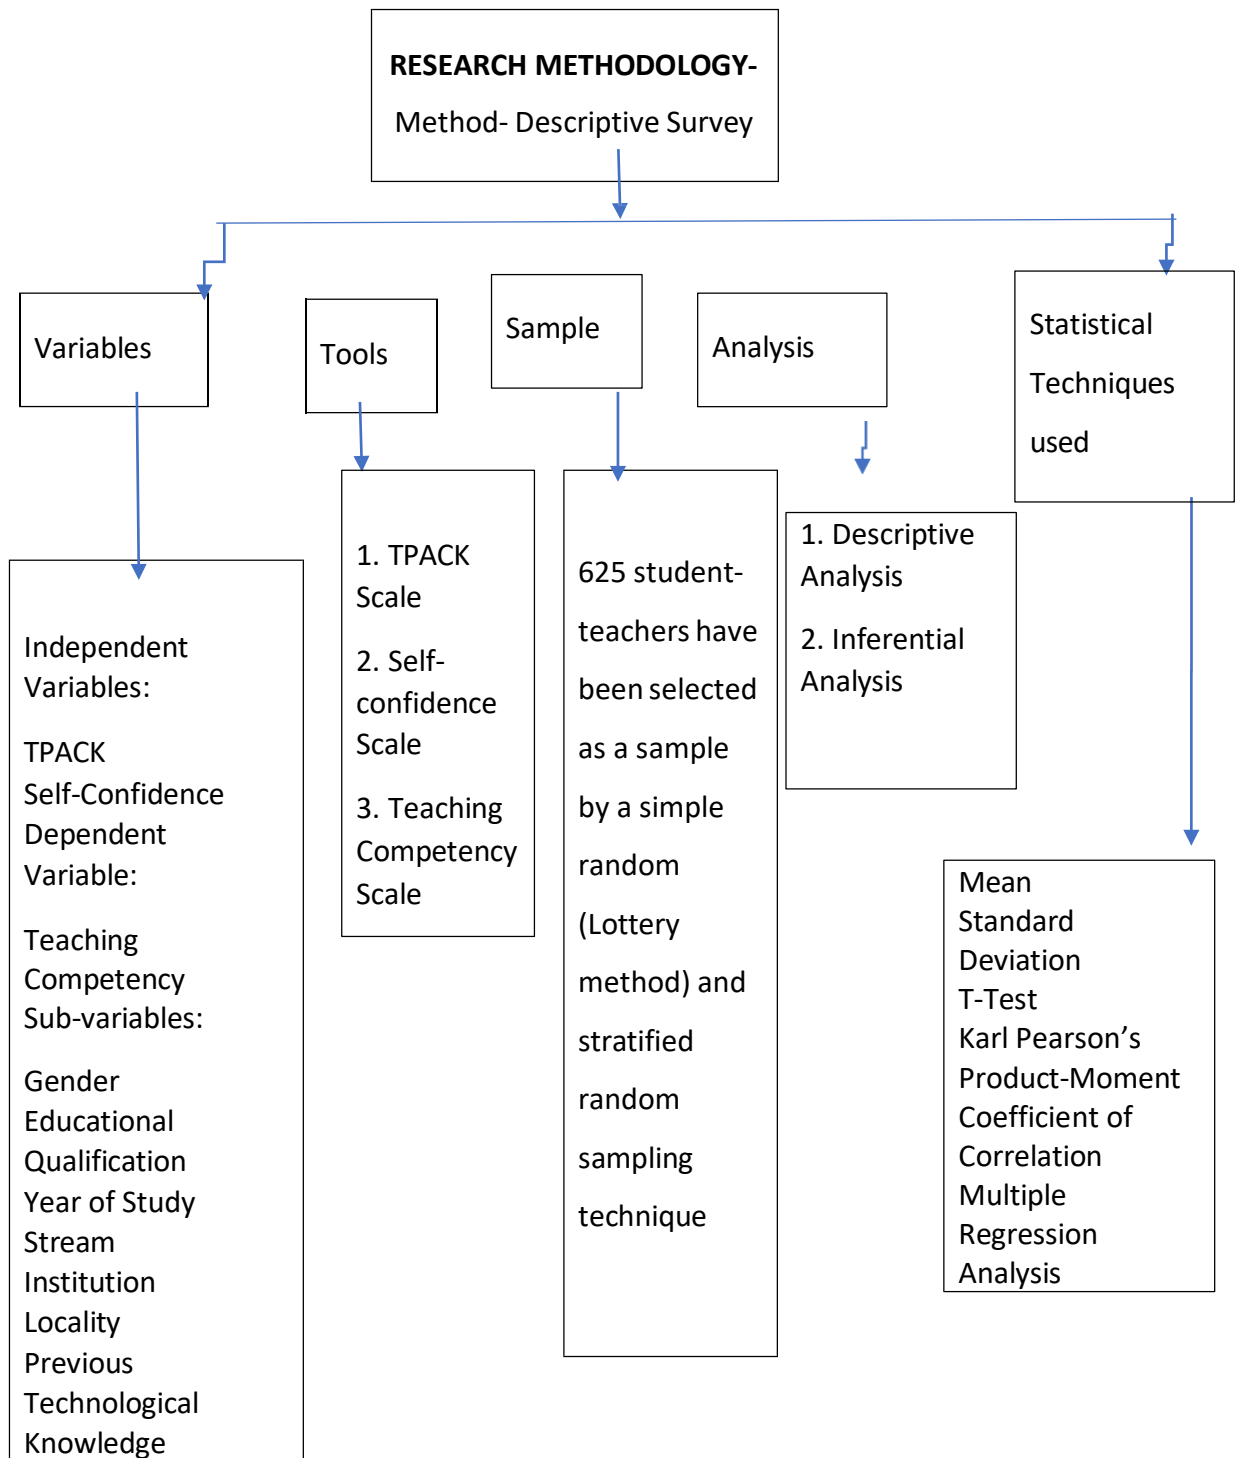 RESEARCH METHODOLOGY-
Method- Descriptive Survey
Variables
Tools
Sample
Analysis
Statistical
Techniques
used
Independent
Variables:
TPACK
Self-Confidence
Dependent
Variable:
Teaching
Competency
Sub-variables:
Gender
Educational
Qualification
Year of Study
Stream
Institution
Locality
Previous
Technological
Knowledge
1. TPACK
Scale
2. Self-
confidence
Scale
3. Teaching
Competency
Scale
625 student-
teachers have
been selected
as a sample
by a simple
random
(Lottery
method) and
stratified
random
sampling
technique
1. Descriptive
Analysis
2. Inferential
Analysis
Mean
Standard
Deviation
T-Test
Karl Pearson’s
Product-Moment
Coefficient of
Correlation
Multiple
Regression
Analysis